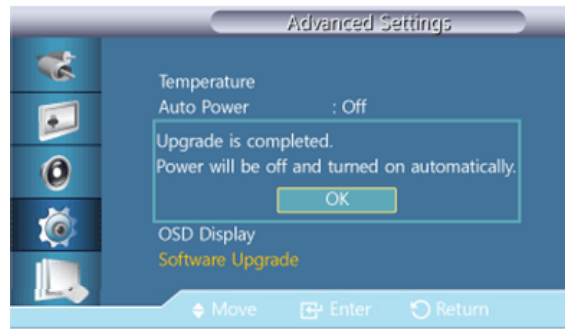 Advanced Settings
Temperature
Auto Power : Off
Upgrade is completed.
Power will be off and turned on automatically.
OK
OSD Display
Software Upgrade
Move Enter Return